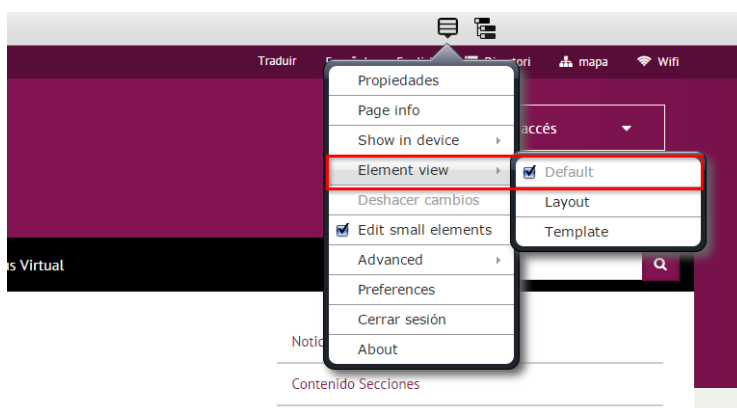 Traduir
mapa
Wifi
Propiedades
Page info
accés
Show in device
Element view
Default
Deshacer cambios
Layout
Edit small elements
Template
s Virtual
Advanced
Preferences
Cerrar sesión
About
Contenido Secciones